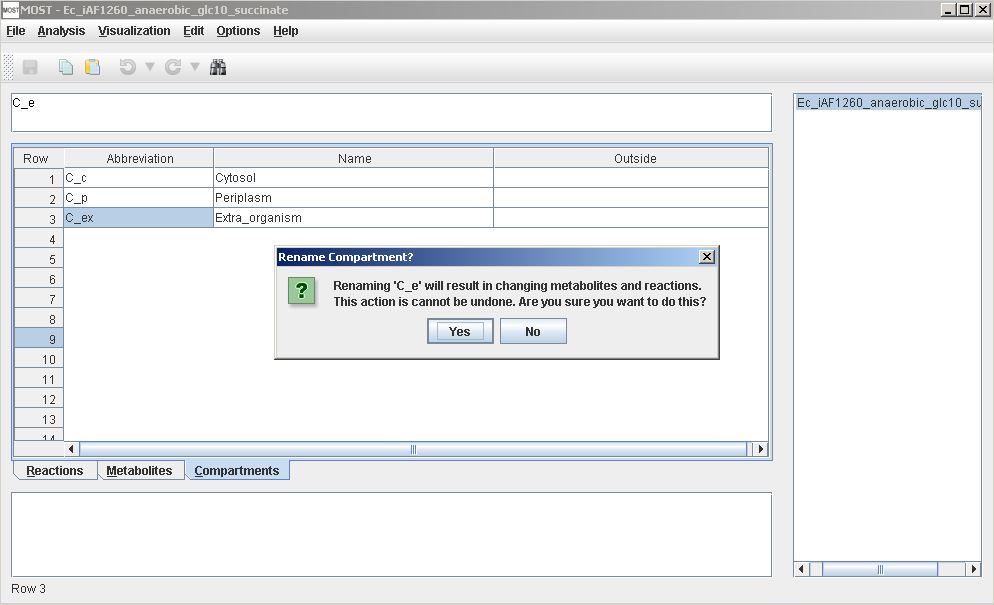 MOST MOST - Ec_iAF1260_anaerobic_glc10_succinate
File Analysis Visualization Edit Options Help
C_e
Ec_iAF1260_anaerobic_glc10_su
Row Abbreviation Name Outside
1 C_c Cytosol
2 C_p Periplasm
3 C_ex Extra_organism
4
5
6
7
8
9
10
11
12
13
14
Rename Compartment?
? Renaming 'C_e' will result in changing metabolites and reactions.
This action is cannot be undone. Are you sure you want to do this?
Yes No
Reactions Metabolites Compartments
Row 3